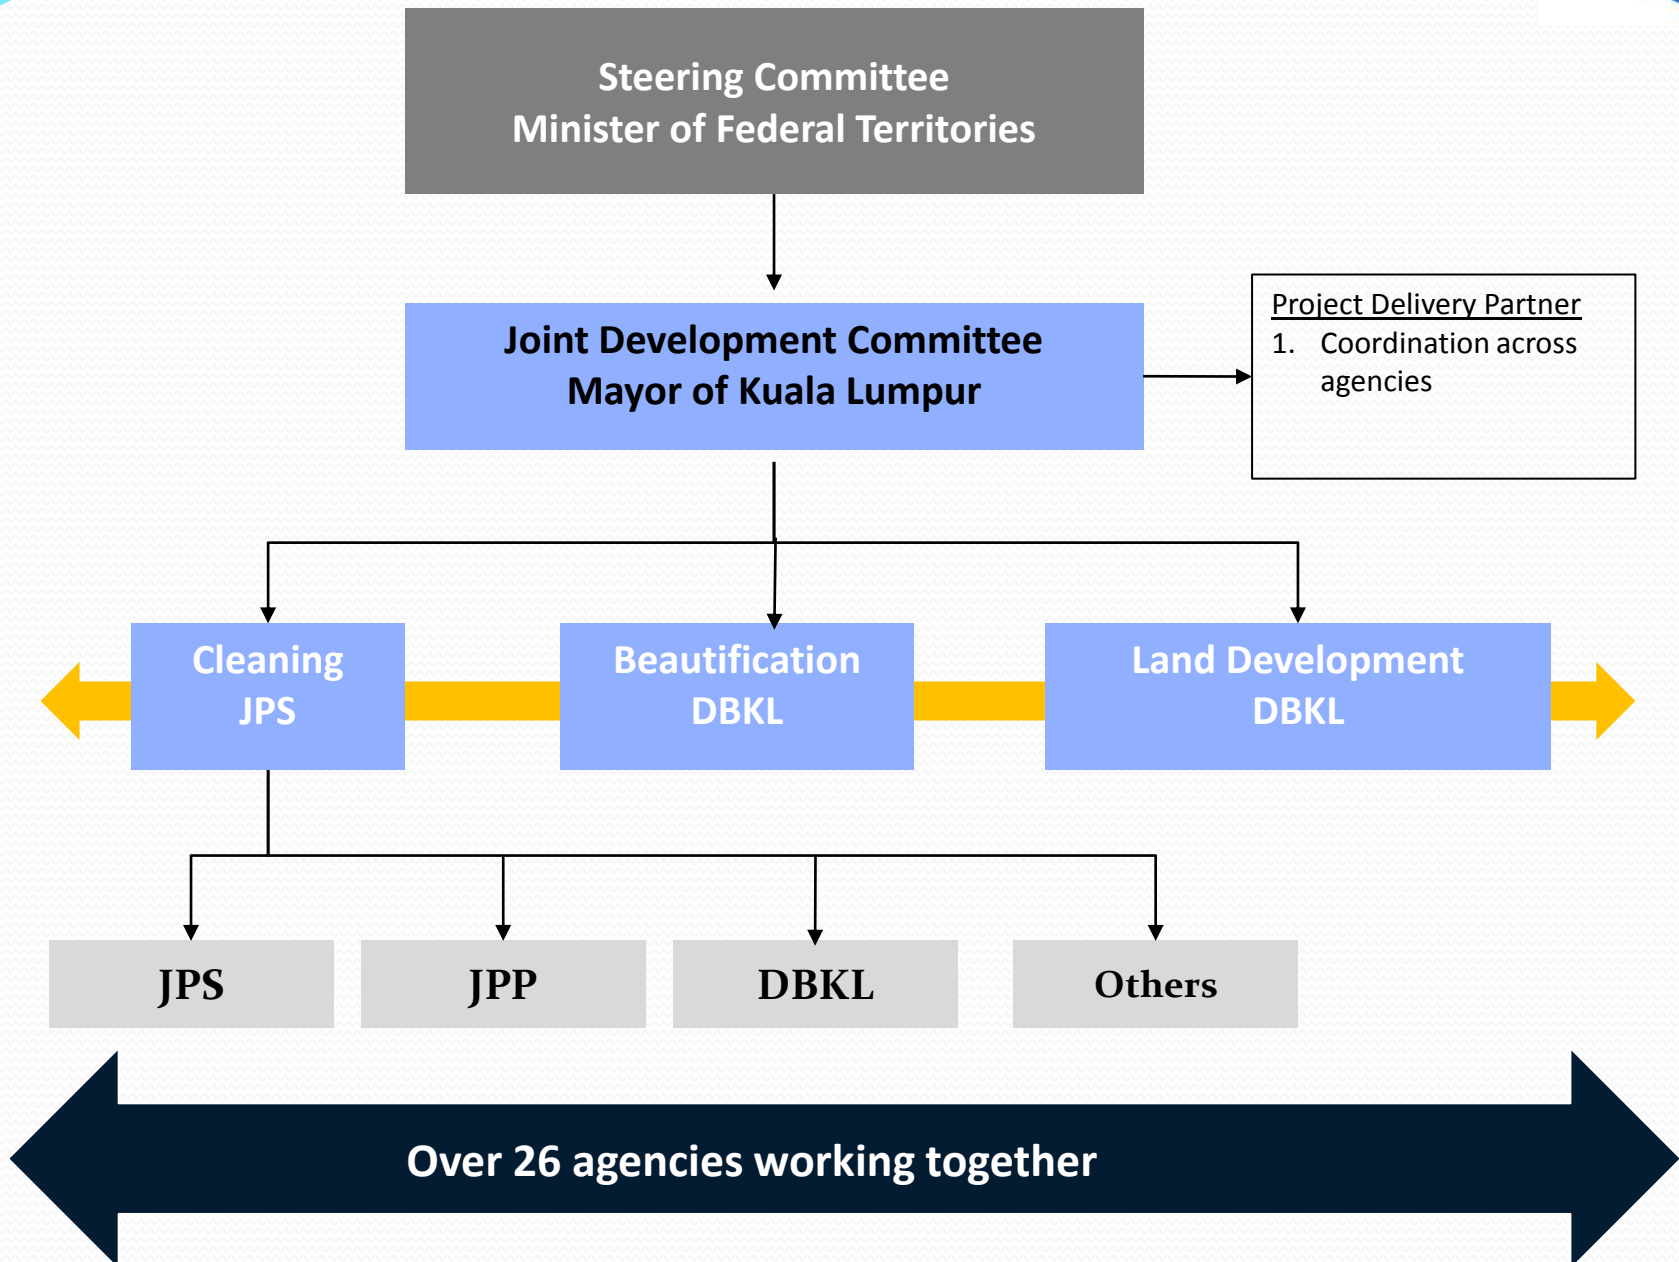 Steering Committee
Minister of Federal Territories
Joint Development Committee
Mayor of Kuala Lumpur
Project Delivery Partner
1. Coordination across
agencies
Cleaning
JPS
Beautification
DBKL
Land Development
DBKL
JPS
JPP
DBKL
Others
Over 26 agencies working together